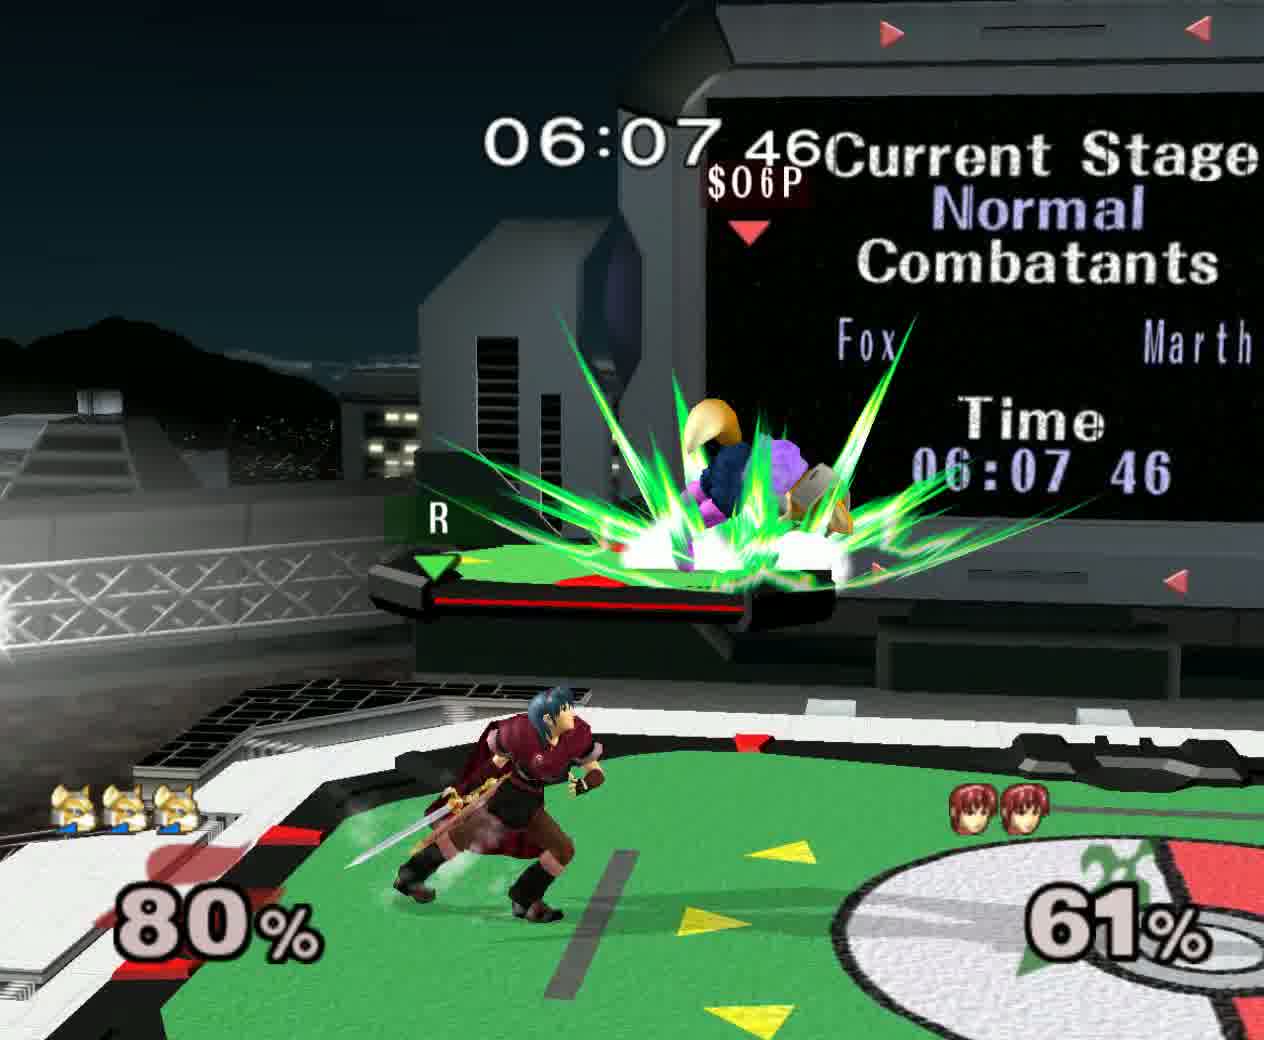 06:07 46
$06P
Current Stage
Normal
Combatants
Fox Marth
Time
06:07 46
R
80%
61%